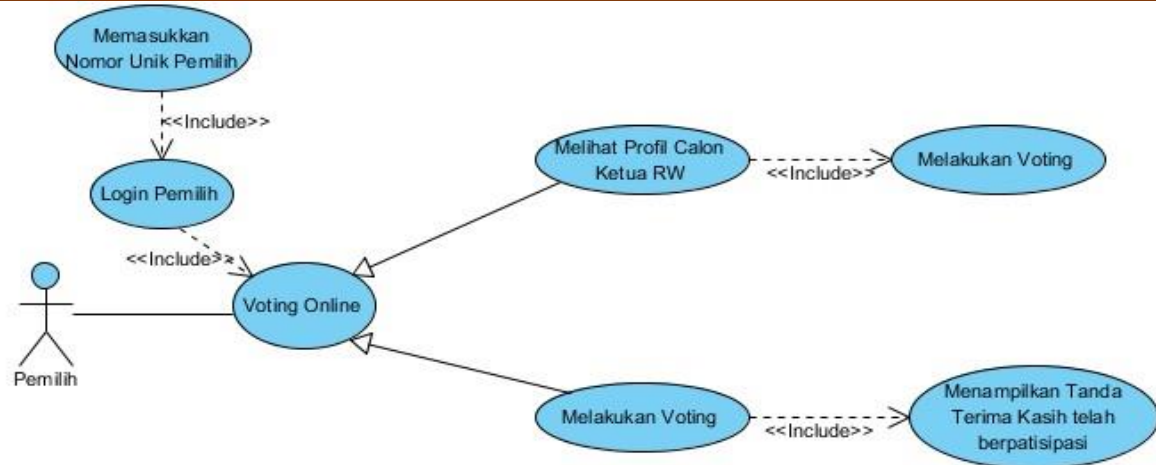 Memasukkan
Nomor Unik Pemilih
<<Include>>
Login Pemilih
<<Include>>
Voting Online
Pemilih
Melihat Profil Calon
Ketua RW
<<Include>>
Melakukan Voting
Melakukan Voting
<<Include>>
Menampilkan Tanda
Terima Kasih telah
berpatisipasi